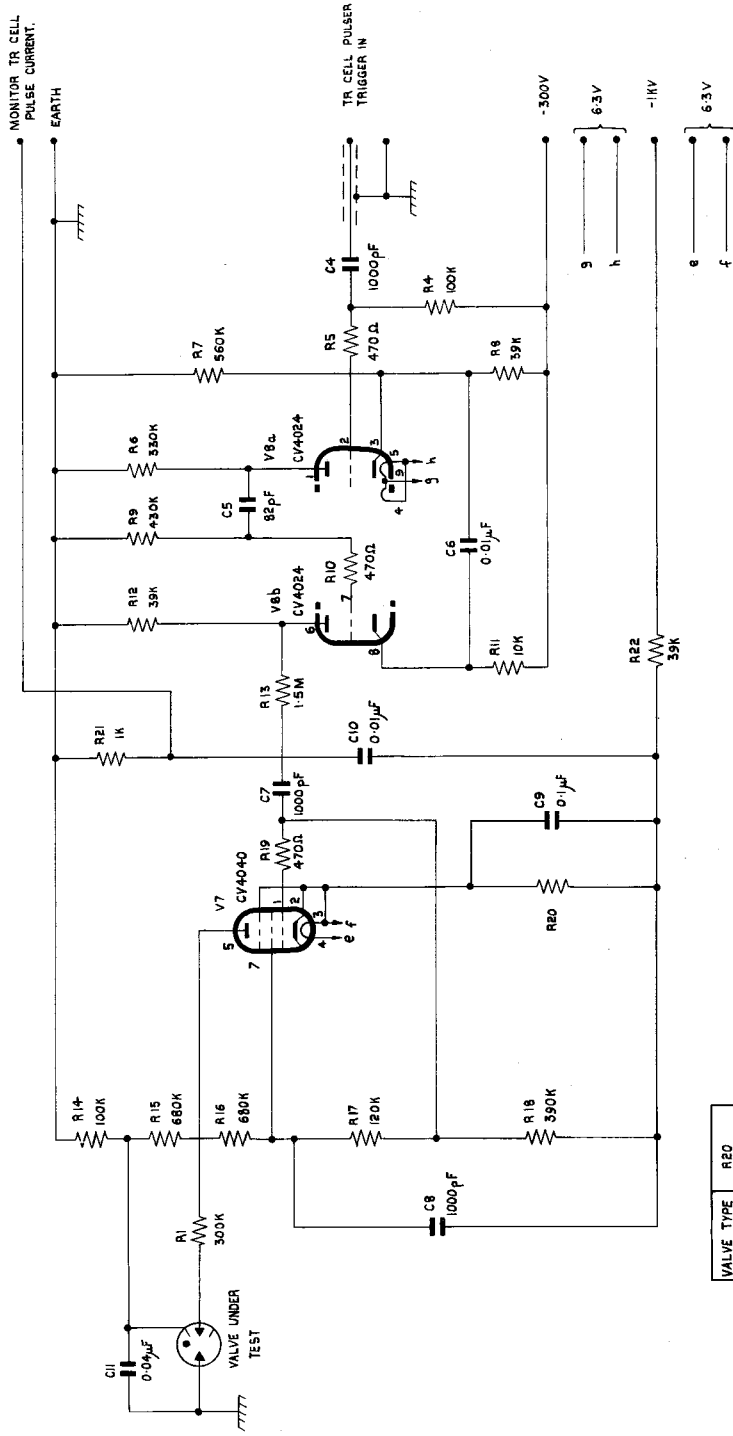 MONITOR TR CELL
PULSE CURRENT.
EARTH
TR CELL PULSER
TRIGGER IN
-300V
6·3V
-1KV
6·3V
g
h
e
f
C4
1000pF
R4
100K
R5
470Ω
R7
560K
R8
39K
R6
330K
V8a
CV4024
1
2
3
5
9
4
h
g
C5
82pF
R9
430K
R10
470Ω
C6
0·01µF
R12
39K
V8b
CV4024
6
7
8
R11
10K
R13
1·5M
R21
1K
C10
0·01µF
R22
39K
C7
1000pF
R19
470Ω
V7
CV4040
5
7
1
2
3
4
e
f
C9
0·1µF
R20
R14
100K
R15
680K
R16
680K
R17
120K
R18
390K
C8
1000pF
R1
300K
C11
0·04µF
VALVE UNDER
TEST
VALVE TYPE
R20